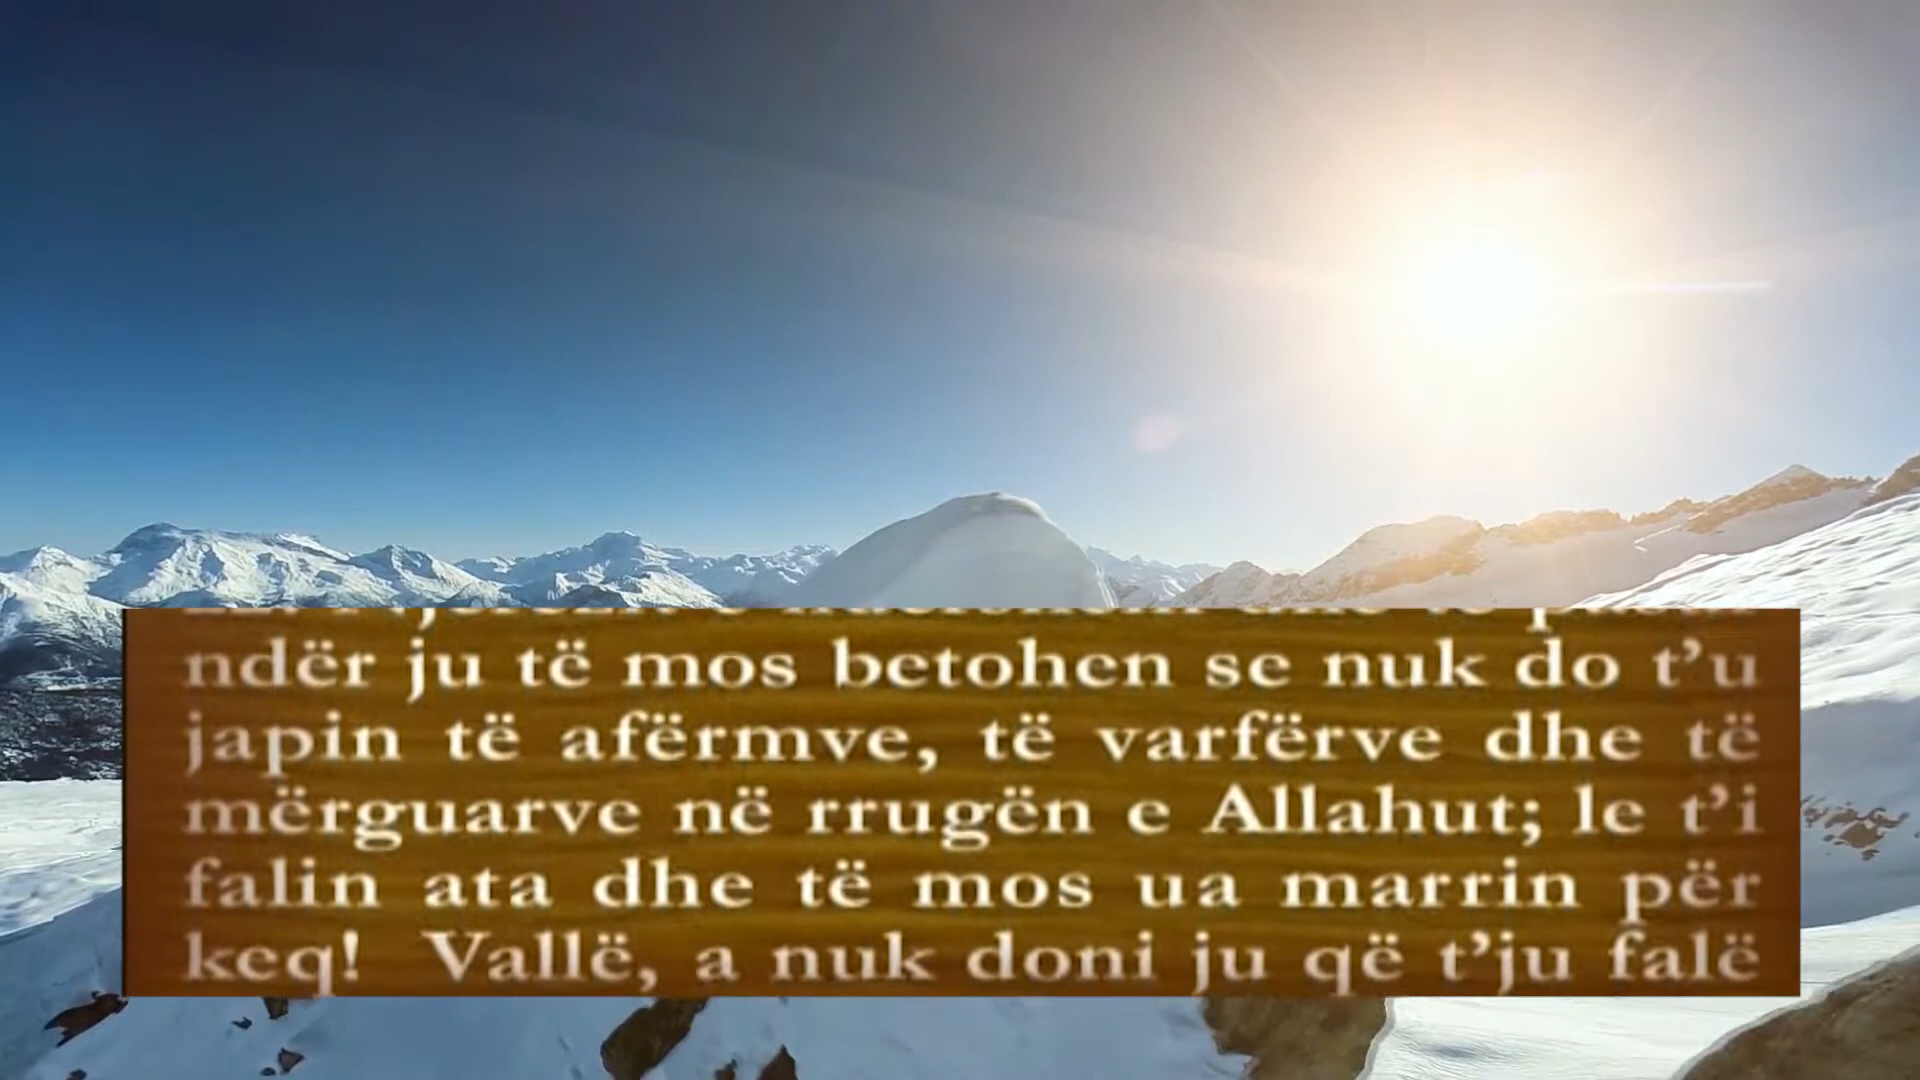 ndër ju të mos betohen se nuk do t’u
japin të afërmve, të varfërve dhe të
mërguarve në rrugën e Allahut; le t’i
falin ata dhe të mos ua marrin për
keq! Vallë, a nuk doni ju që t’ju falë